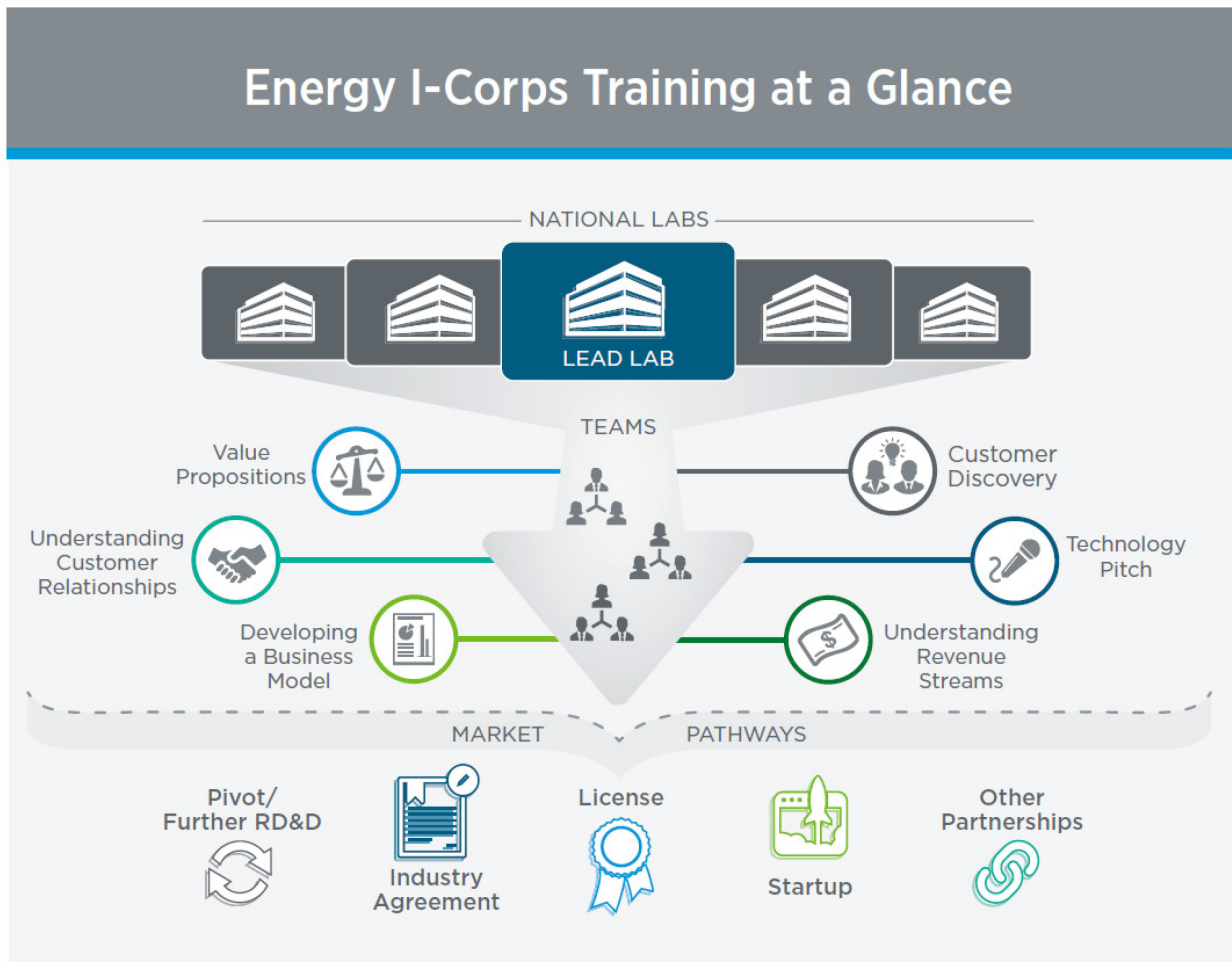 Energy I-Corps Training at a Glance
NATIONAL LABS
LEAD LAB
TEAMS
Value
Propositions
Customer
Discovery
Understanding
Customer
Relationships
Technology
Pitch
Developing
a Business
Model
$
Understanding
Revenue
Streams
MARKET PATHWAYS
Pivot/
Further RD&D
Industry
Agreement
License
Startup
Other
Partnerships